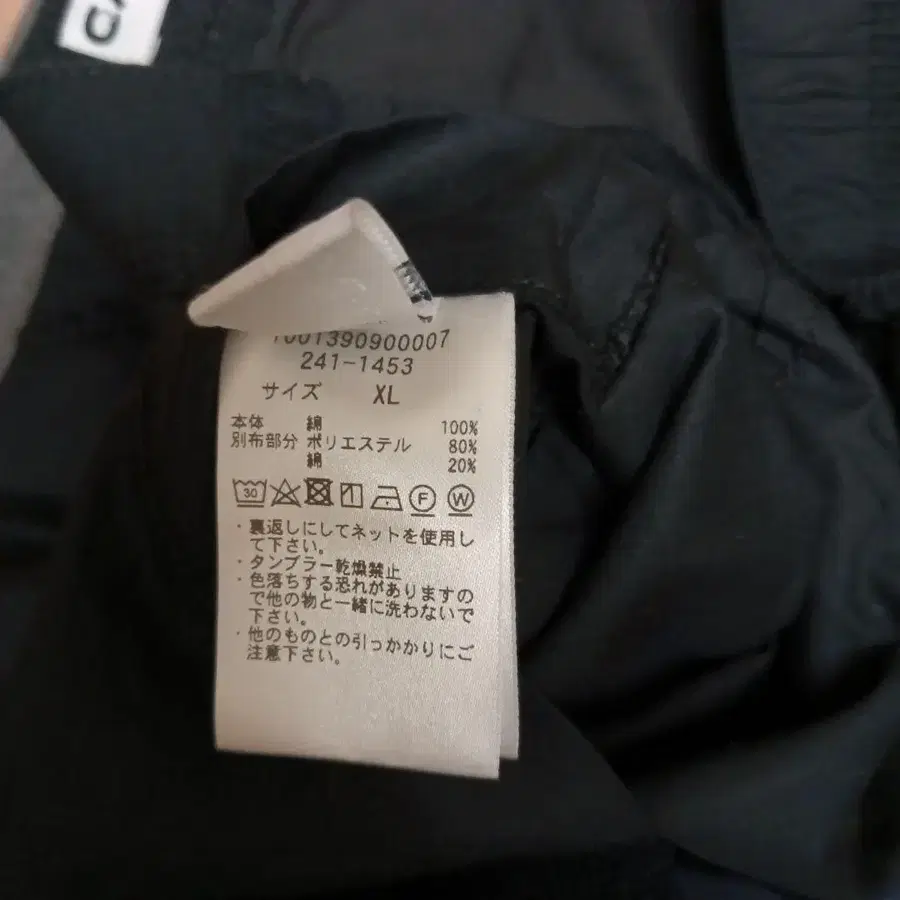 1001390900007
241-1453
サイズ XL
本体 綿 100%
別布部分 ポリエステル 80%
綿 20%
30 F W
・裏返しにしてネットを使用し
て下さい。
・タンブラー乾燥禁止
・色落ちする恐れがありますの
で他の物と一緒に洗わないで
下さい。
・他のものとの引っかかりにご
注意下さい。